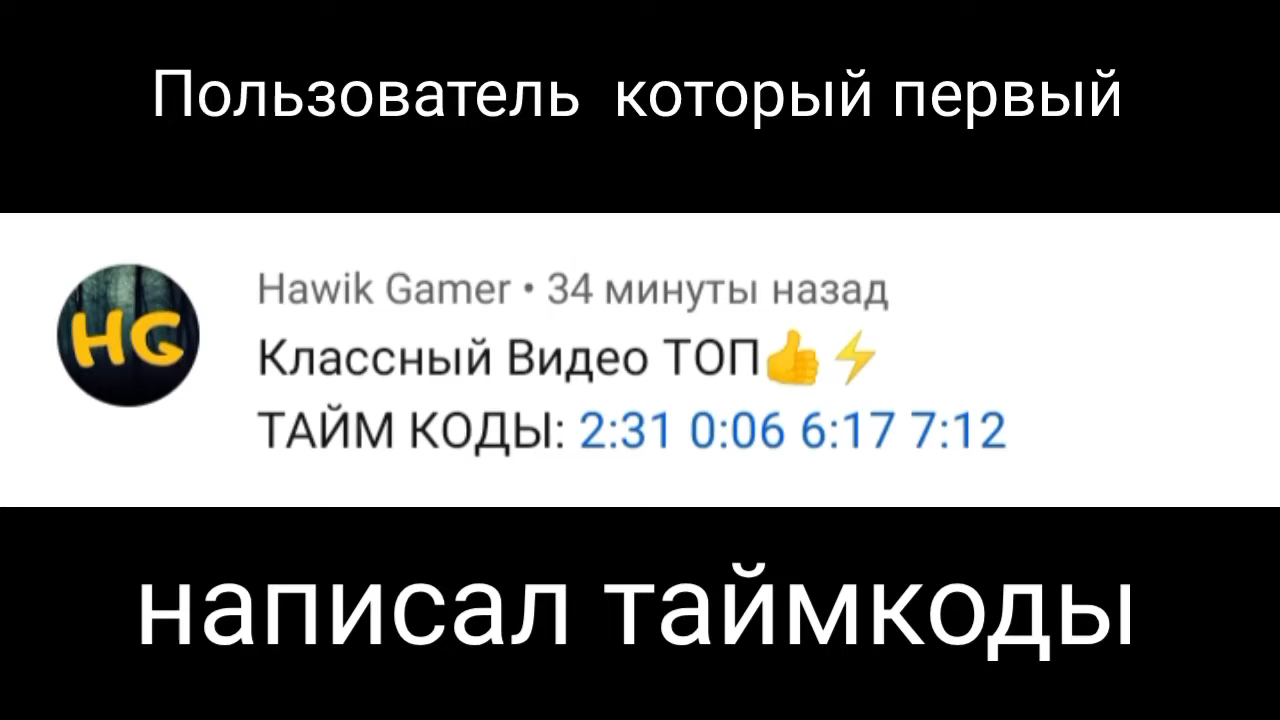 Пользователь который первый
HG
Hawik Gamer • 34 минуты назад
Классный Видео ТОП👍⚡
ТАЙМ КОДЫ: 2:31 0:06 6:17 7:12
написал таймкоды